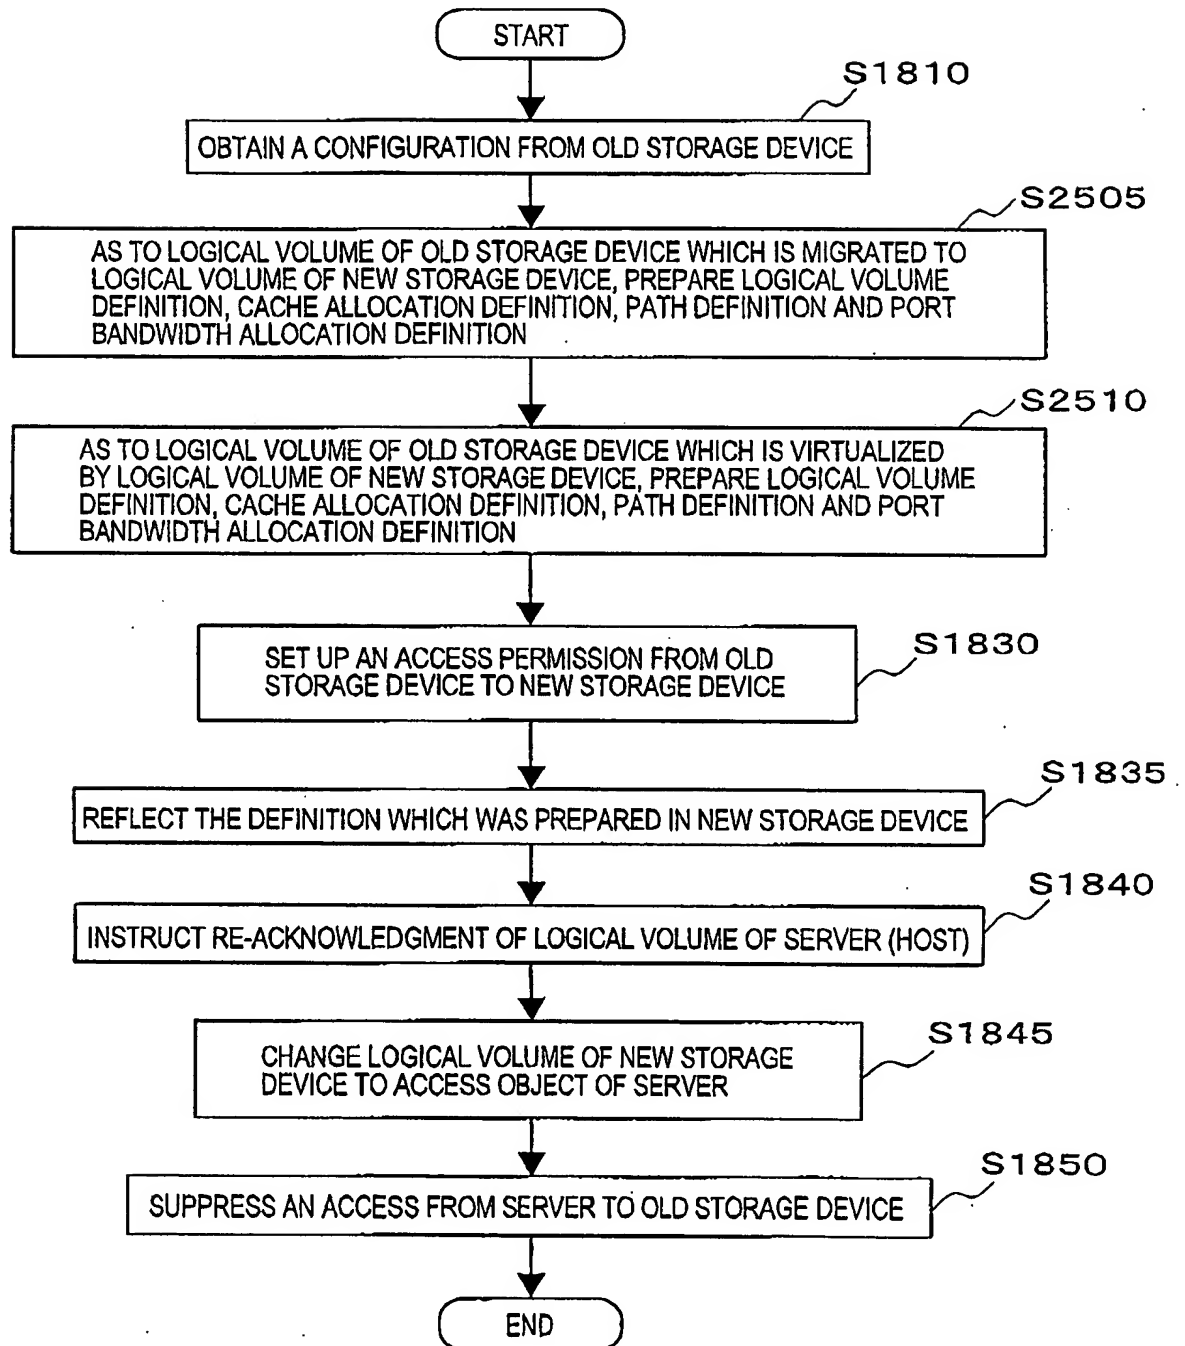 START
S1810
OBTAIN A CONFIGURATION FROM OLD STORAGE DEVICE
S2505
AS TO LOGICAL VOLUME OF OLD STORAGE DEVICE WHICH IS MIGRATED TO
LOGICAL VOLUME OF NEW STORAGE DEVICE, PREPARE LOGICAL VOLUME
DEFINITION, CACHE ALLOCATION DEFINITION, PATH DEFINITION AND PORT
BANDWIDTH ALLOCATION DEFINITION
S2510
AS TO LOGICAL VOLUME OF OLD STORAGE DEVICE WHICH IS VIRTUALIZED
BY LOGICAL VOLUME OF NEW STORAGE DEVICE, PREPARE LOGICAL VOLUME
DEFINITION, CACHE ALLOCATION DEFINITION, PATH DEFINITION AND PORT
BANDWIDTH ALLOCATION DEFINITION
S1830
SET UP AN ACCESS PERMISSION FROM OLD
STORAGE DEVICE TO NEW STORAGE DEVICE
S1835
REFLECT THE DEFINITION WHICH WAS PREPARED IN NEW STORAGE DEVICE
S1840
INSTRUCT RE-ACKNOWLEDGMENT OF LOGICAL VOLUME OF SERVER (HOST)
S1845
CHANGE LOGICAL VOLUME OF NEW STORAGE
DEVICE TO ACCESS OBJECT OF SERVER
S1850
SUPPRESS AN ACCESS FROM SERVER TO OLD STORAGE DEVICE
END